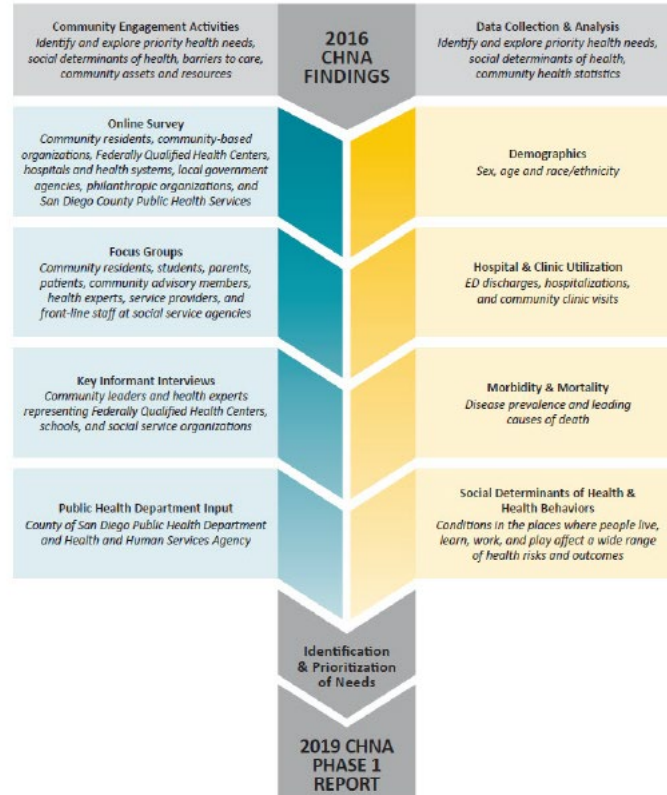 Community Engagement Activities
Identify and explore priority health needs,
social determinants of health, barriers to care,
community assets and resources
2016
CHNA
FINDINGS
Data Collection & Analysis
Identify and explore priority health needs,
social determinants of health,
community health statistics
Online Survey
Community residents, community-based
organizations, Federally Qualified Health Centers,
hospitals and health systems, local government
agencies, philanthropic organizations, and
San Diego County Public Health Services
Demographics
Sex, age and race/ethnicity
Focus Groups
Community residents, students, parents,
patients, community advisory members,
health experts, service providers, and
front-line staff at social service agencies
Hospital & Clinic Utilization
ED discharges, hospitalizations,
and community clinic visits
Key Informant Interviews
Community leaders and health experts
representing Federally Qualified Health Centers,
schools, and social service organizations
Morbidity & Mortality
Disease prevalence and leading
causes of death
Public Health Department Input
County of San Diego Public Health Department
and Health and Human Services Agency
Social Determinants of Health &
Health Behaviors
Conditions in the places where people live,
learn, work, and play affect a wide range
of health risks and outcomes
Identification
& Prioritization
of Needs
2019 CHNA
PHASE 1
REPORT